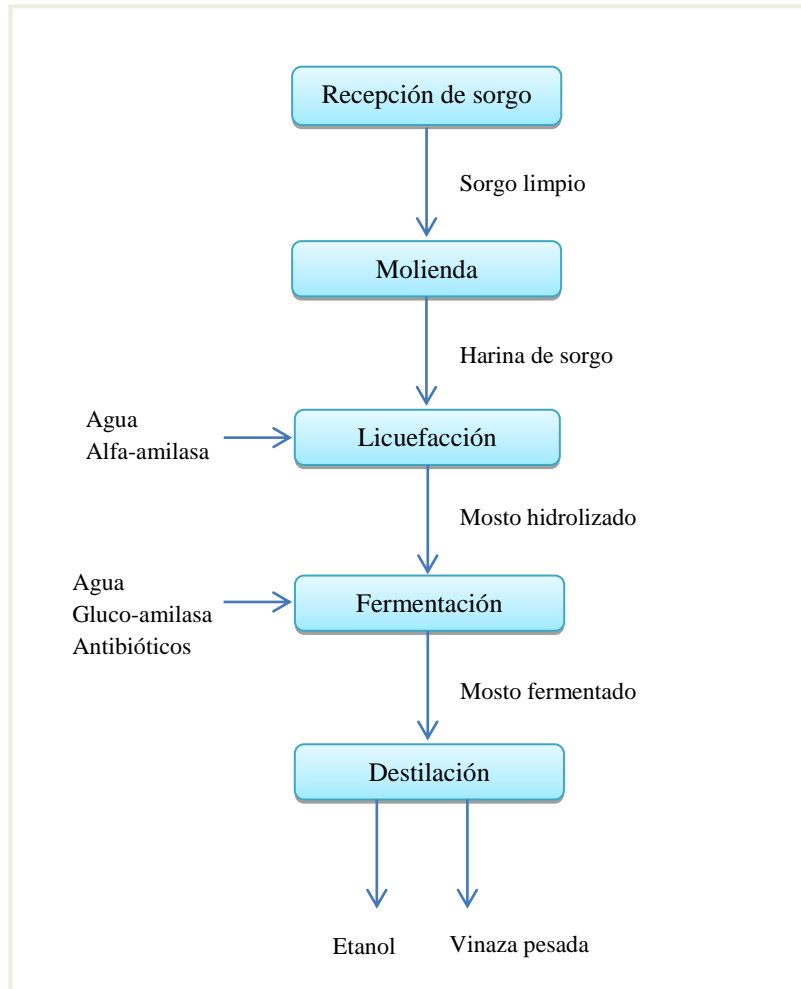 Recepción de sorgo
Sorgo limpio
Molienda
Harina de sorgo
Agua
Alfa-amilasa
Licuefacción
Mosto hidrolizado
Agua
Gluco-amilasa
Antibióticos
Fermentación
Mosto fermentado
Destilación
Etanol
Vinaza pesada